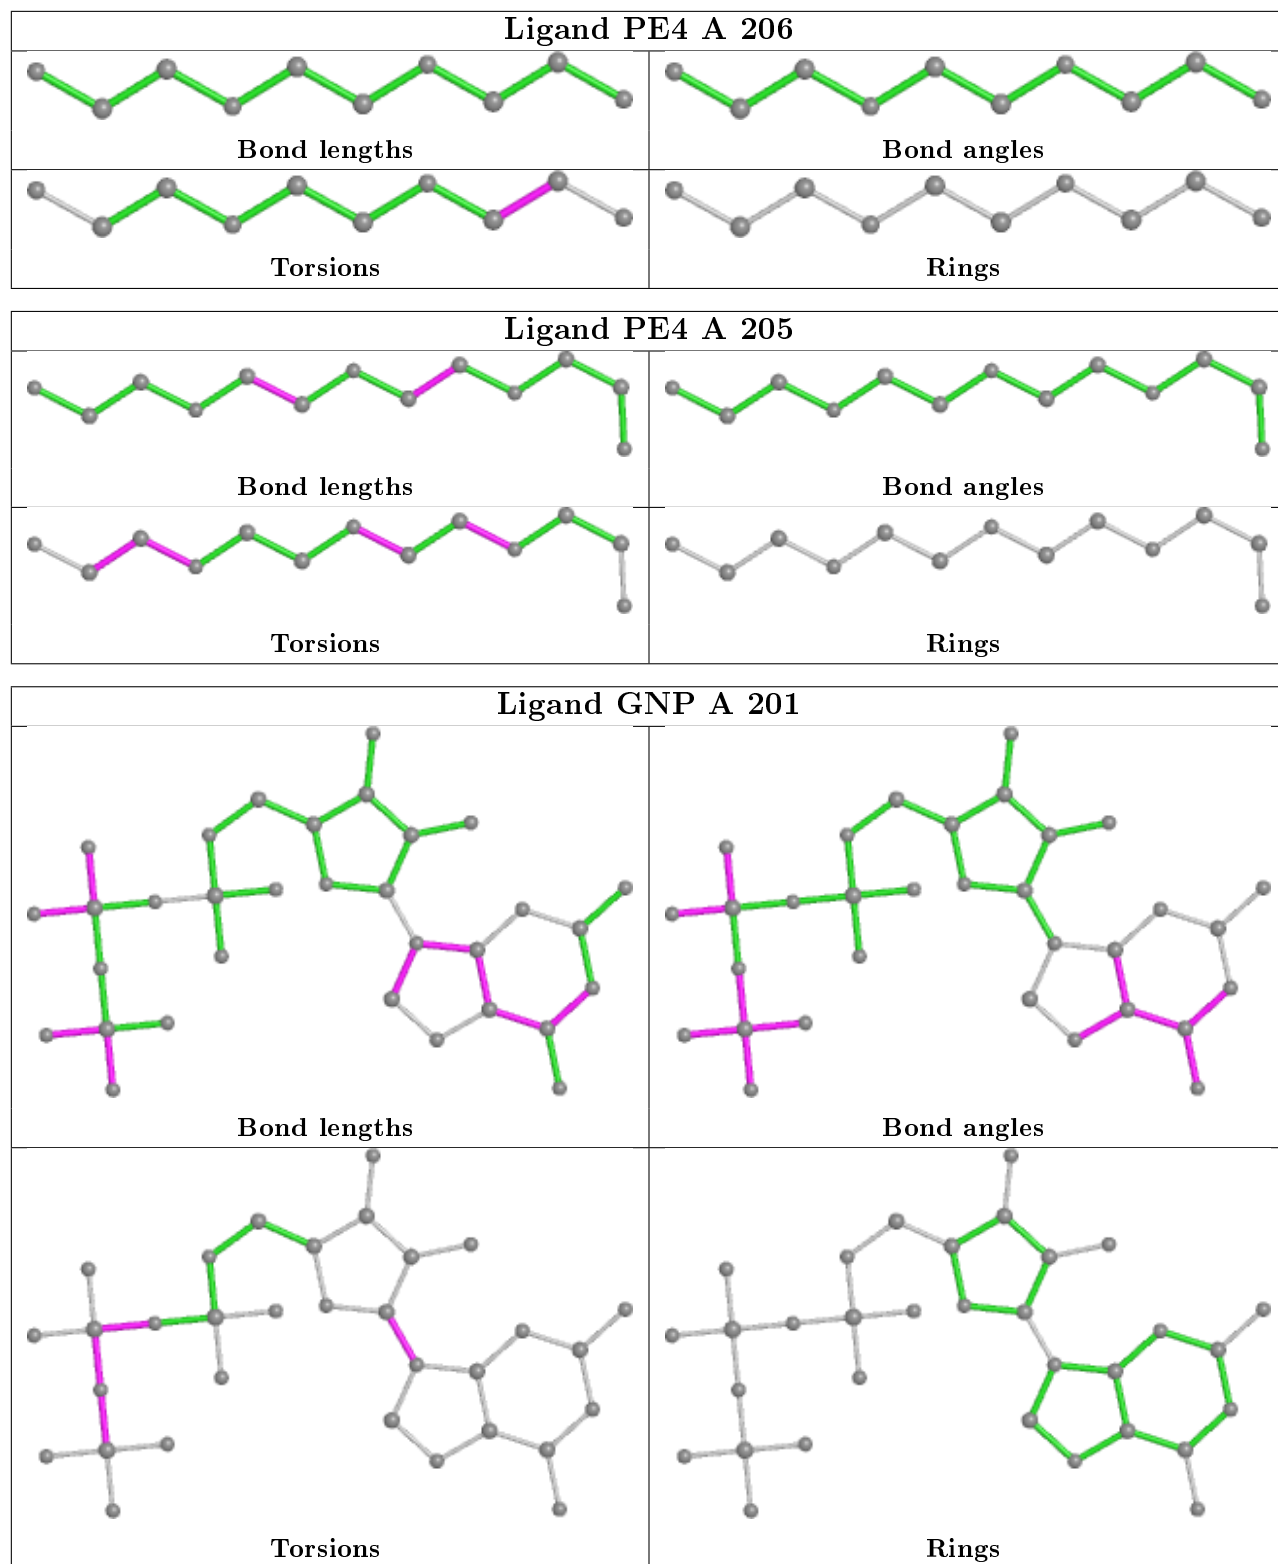 Ligand PE4 A 206
Bond lengths
Bond angles
Torsions
Rings
Ligand PE4 A 205
Bond lengths
Bond angles
Torsions
Rings
Ligand GNP A 201
Bond lengths
Bond angles
Torsions
Rings